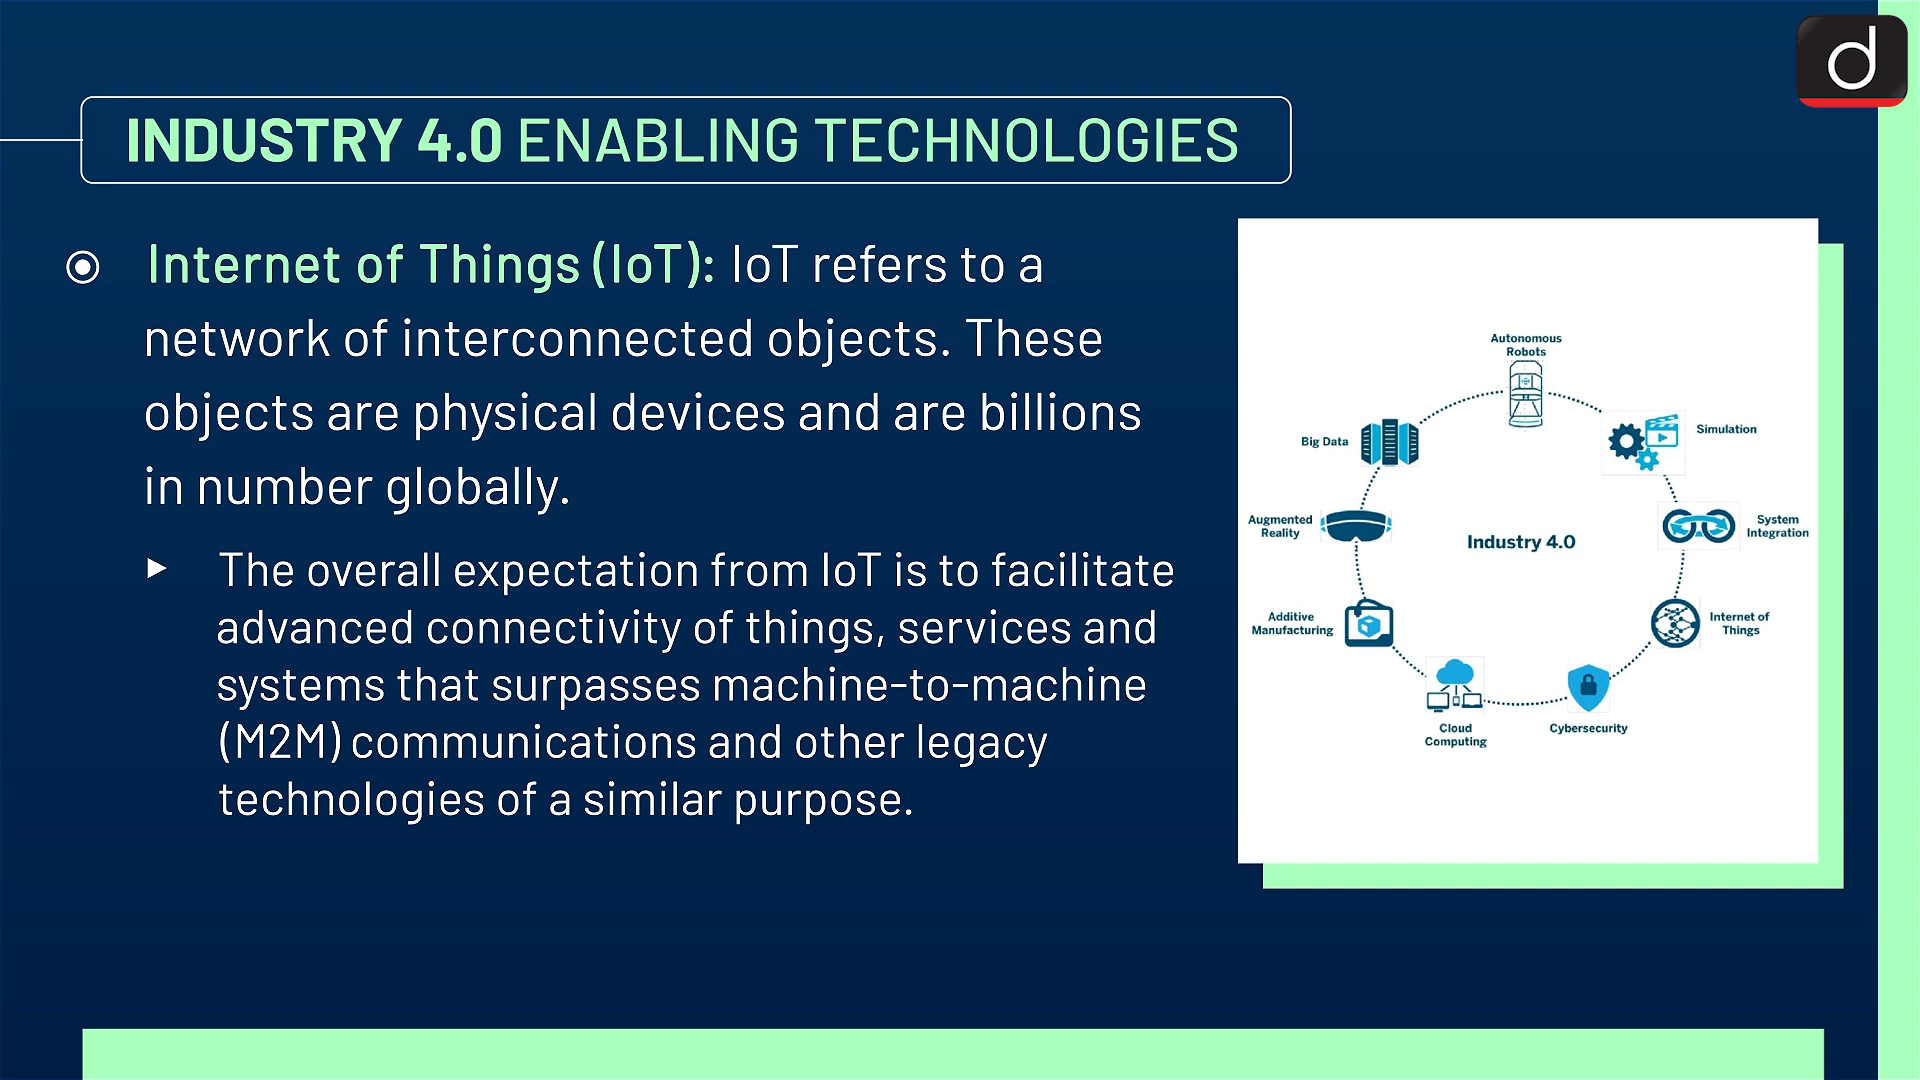 d
INDUSTRY 4.0 ENABLING TECHNOLOGIES
Internet of Things (IoT): IoT refers to a
network of interconnected objects. These
objects are physical devices and are billions
in number globally.
The overall expectation from IoT is to facilitate
advanced connectivity of things, services and
systems that surpasses machine-to-machine
(M2M) communications and other legacy
technologies of a similar purpose.
Autonomous
Robots
Simulation
System
Integration
Internet of
Things
Cybersecurity
Cloud
Computing
Additive
Manufacturing
Augmented
Reality
Big Data
Industry 4.0